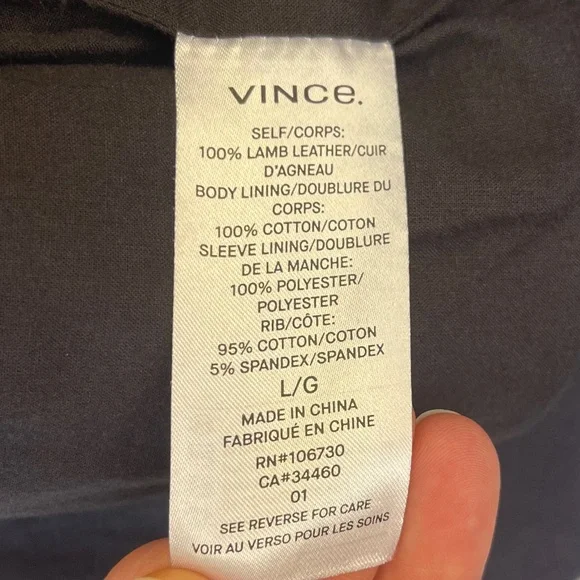 VINCe.
SELF/CORPS:
100% LAMB LEATHER/CUIR
D'AGNEAU
BODY LINING/DOUBLURE DU
CORPS:
100% COTTON/COTON
SLEEVE LINING/DOUBLURE
DE LA MANCHE:
100% POLYESTER/
POLYESTER
RIB/CÔTE:
95% COTTON/COTON
5% SPANDEX/SPANDEX
L/G
MADE IN CHINA
FABRIQUÉ EN CHINE
RN#106730
CA#34460
01
SEE REVERSE FOR CARE
VOIR AU VERSO POUR LES SOINS